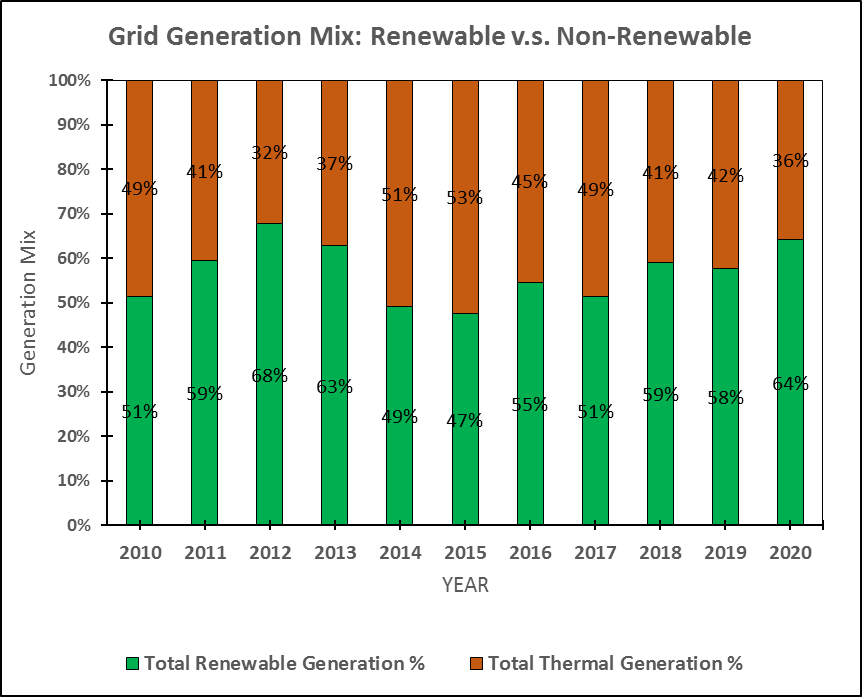 Grid Generation Mix: Renewable v.s. Non-Renewable
Generation Mix
100%
90%
80%
70%
60%
50%
40%
30%
20%
10%
0%
49% 41% 32% 37% 51% 53% 45% 49% 41% 42% 36%
51% 59% 68% 63% 49% 47% 55% 51% 59% 58% 64%
2010 2011 2012 2013 2014 2015 2016 2017 2018 2019 2020
YEAR
Total Renewable Generation % Total Thermal Generation %